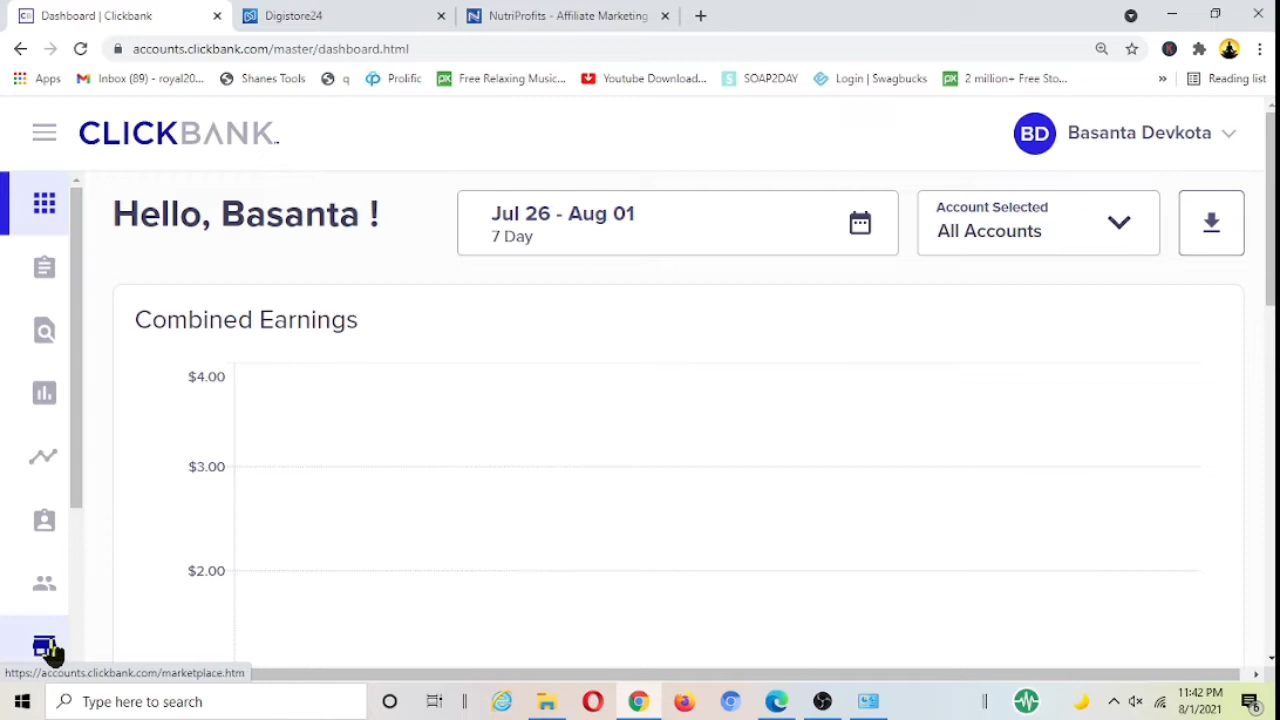 Dashboard | Clickbank
Digistore24
NutriProfits - Affiliate Marketing
accounts.clickbank.com/master/dashboard.html
Apps
Inbox (89) - royal20...
Shanes Tools
q
Prolific
Free Relaxing Music...
Youtube Download...
SOAP2DAY
Login | Swagbucks
2 million+ Free Sto...
»
Reading list
CLICKBANK
BD
Basanta Devkota
Hello, Basanta !
Jul 26 - Aug 01
7 Day
Account Selected
All Accounts
Combined Earnings
$4.00
$3.00
$2.00
https://accounts.clickbank.com/marketplace.htm
Type here to search
11:42 PM
8/1/2021